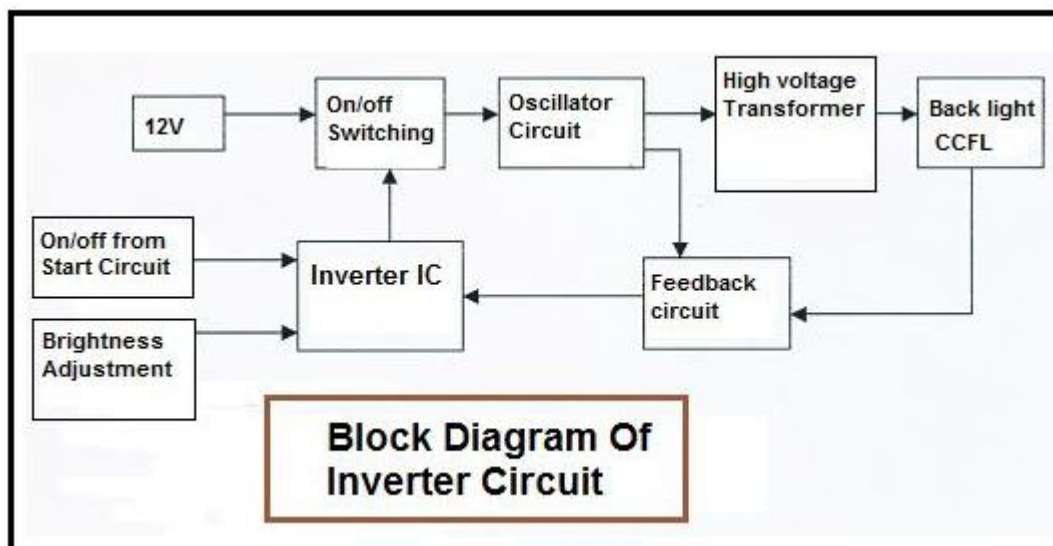 12V
On/off
Switching
Oscillator
Circuit
High voltage
Transformer
Back light
CCFL
On/off from
Start Circuit
Inverter IC
Feedback
circuit
Brightness
Adjustment
Block Diagram Of
Inverter Circuit